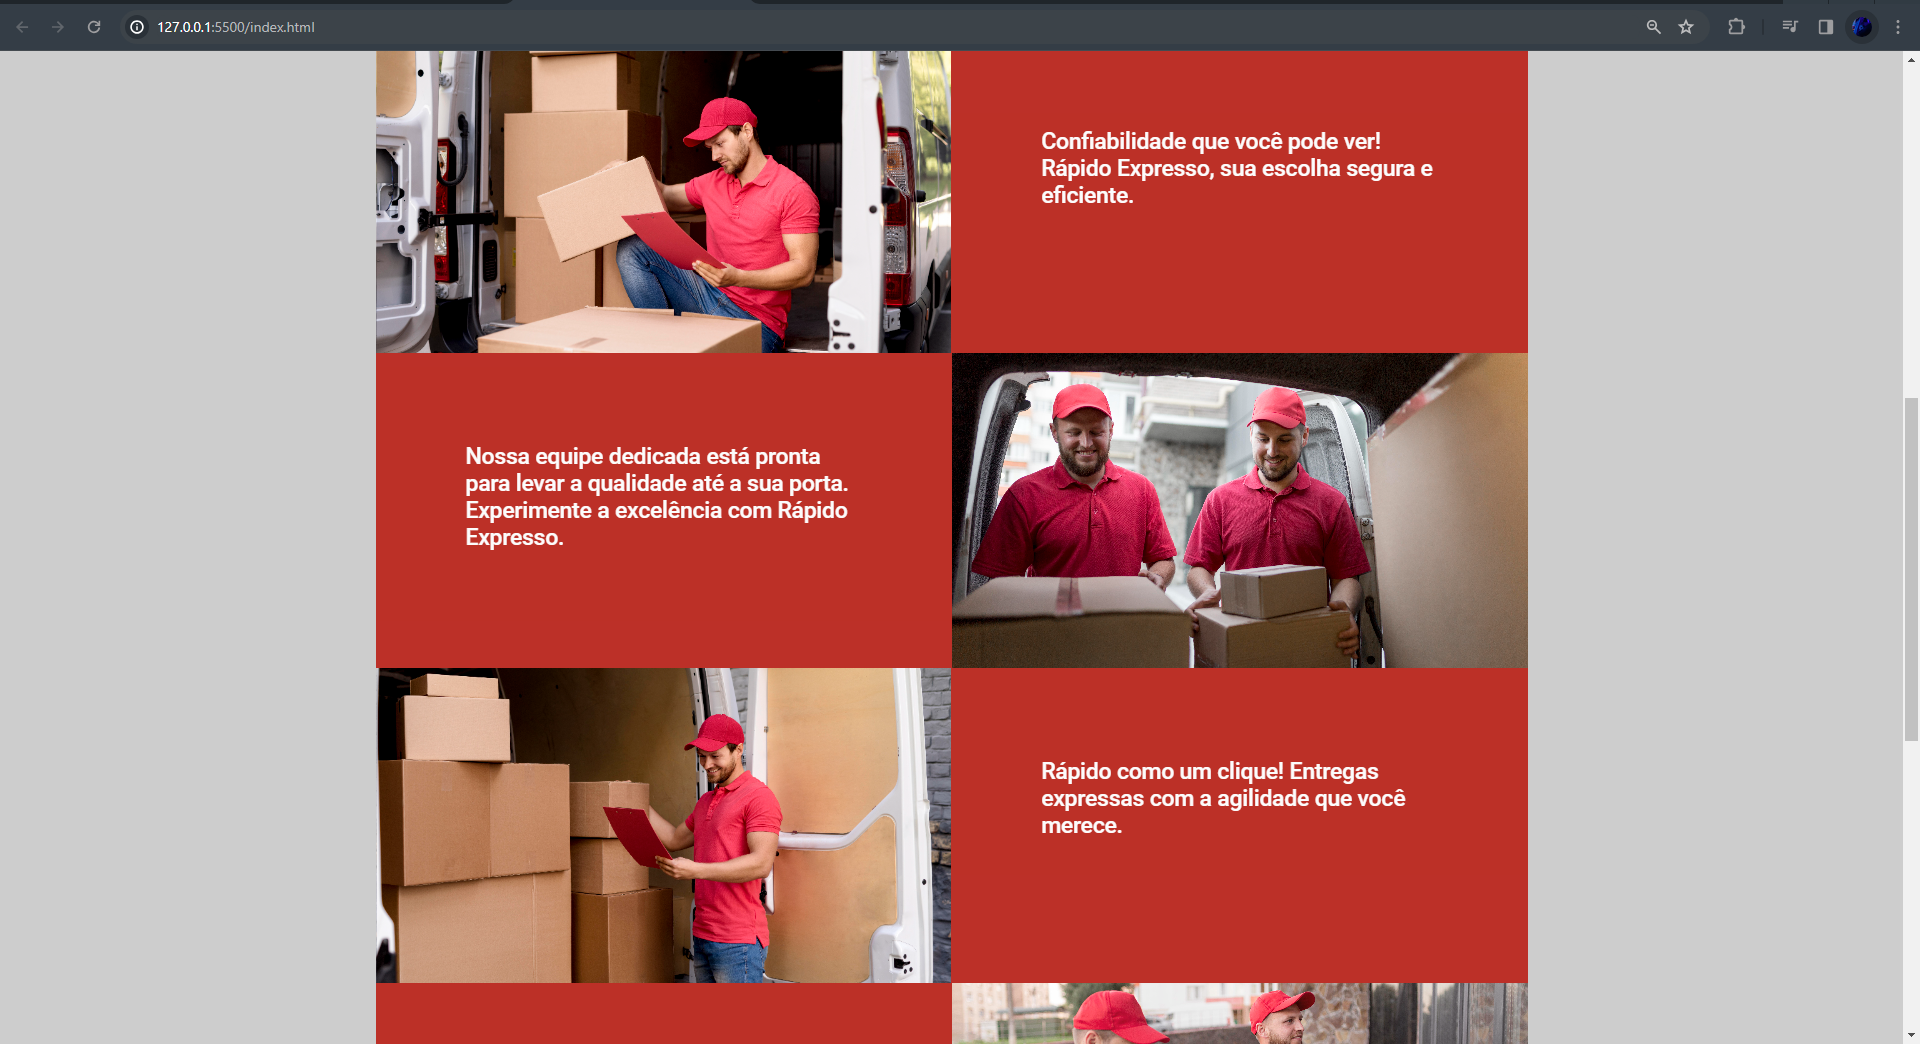 127.0.0.1:5500/index.html
Confiabilidade que você pode ver!
Rápido Expresso, sua escolha segura e
eficiente.
Nossa equipe dedicada está pronta
para levar a qualidade até a sua porta.
Experimente a excelência com Rápido
Expresso.
Rápido como um clique! Entregas
expressas com a agilidade que você
merece.